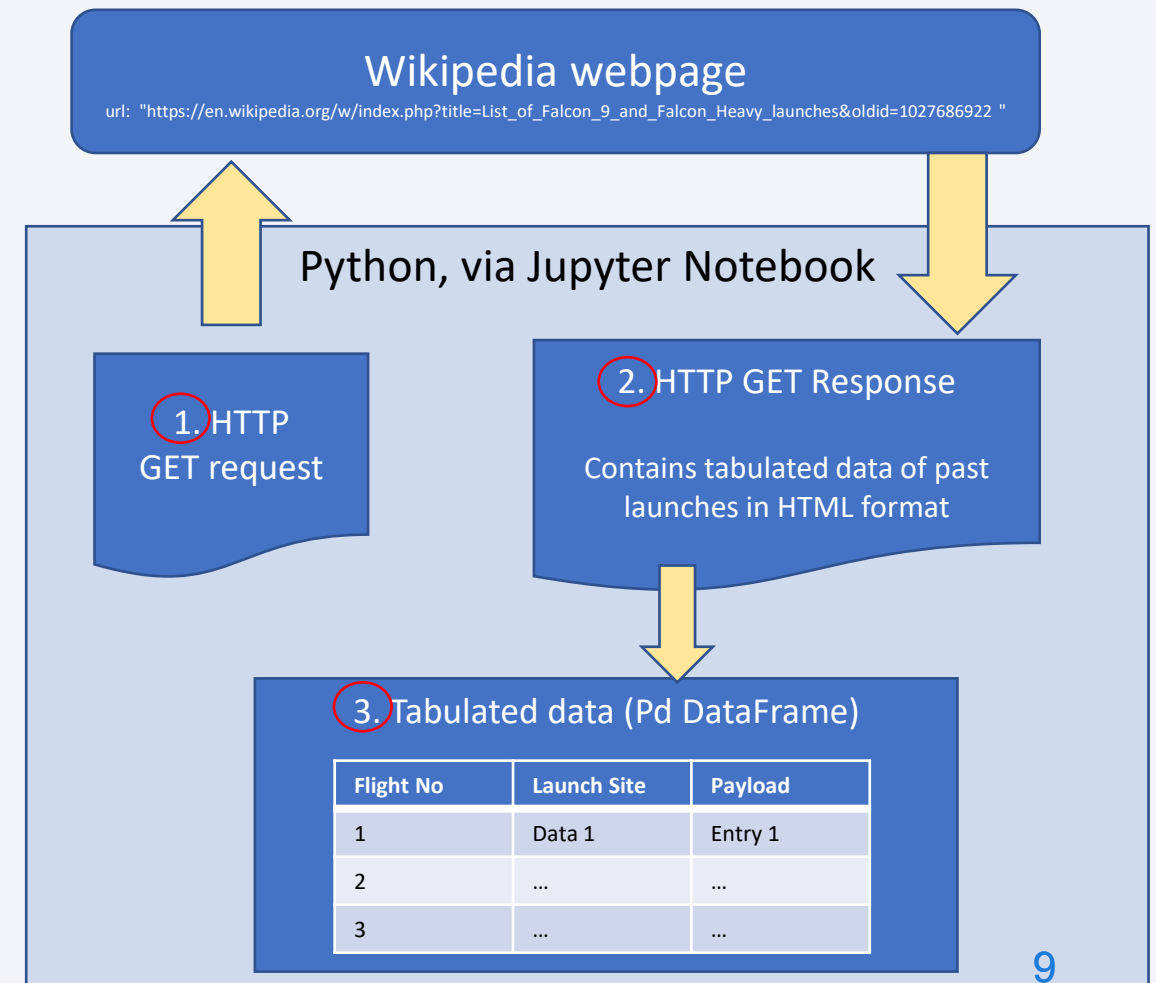 Wikipedia webpage
url: "https://en.wikipedia.org/w/index.php?title=List_of_Falcon_9_and_Falcon_Heavy_launches&oldid=1027686922 "
Python, via Jupyter Notebook
1. HTTP
GET request
2. HTTP GET Response
Contains tabulated data of past
launches in HTML format
3. Tabulated data (Pd DataFrame)
Flight No Launch Site Payload
1 Data 1 Entry 1
2 … …
3 … …
9